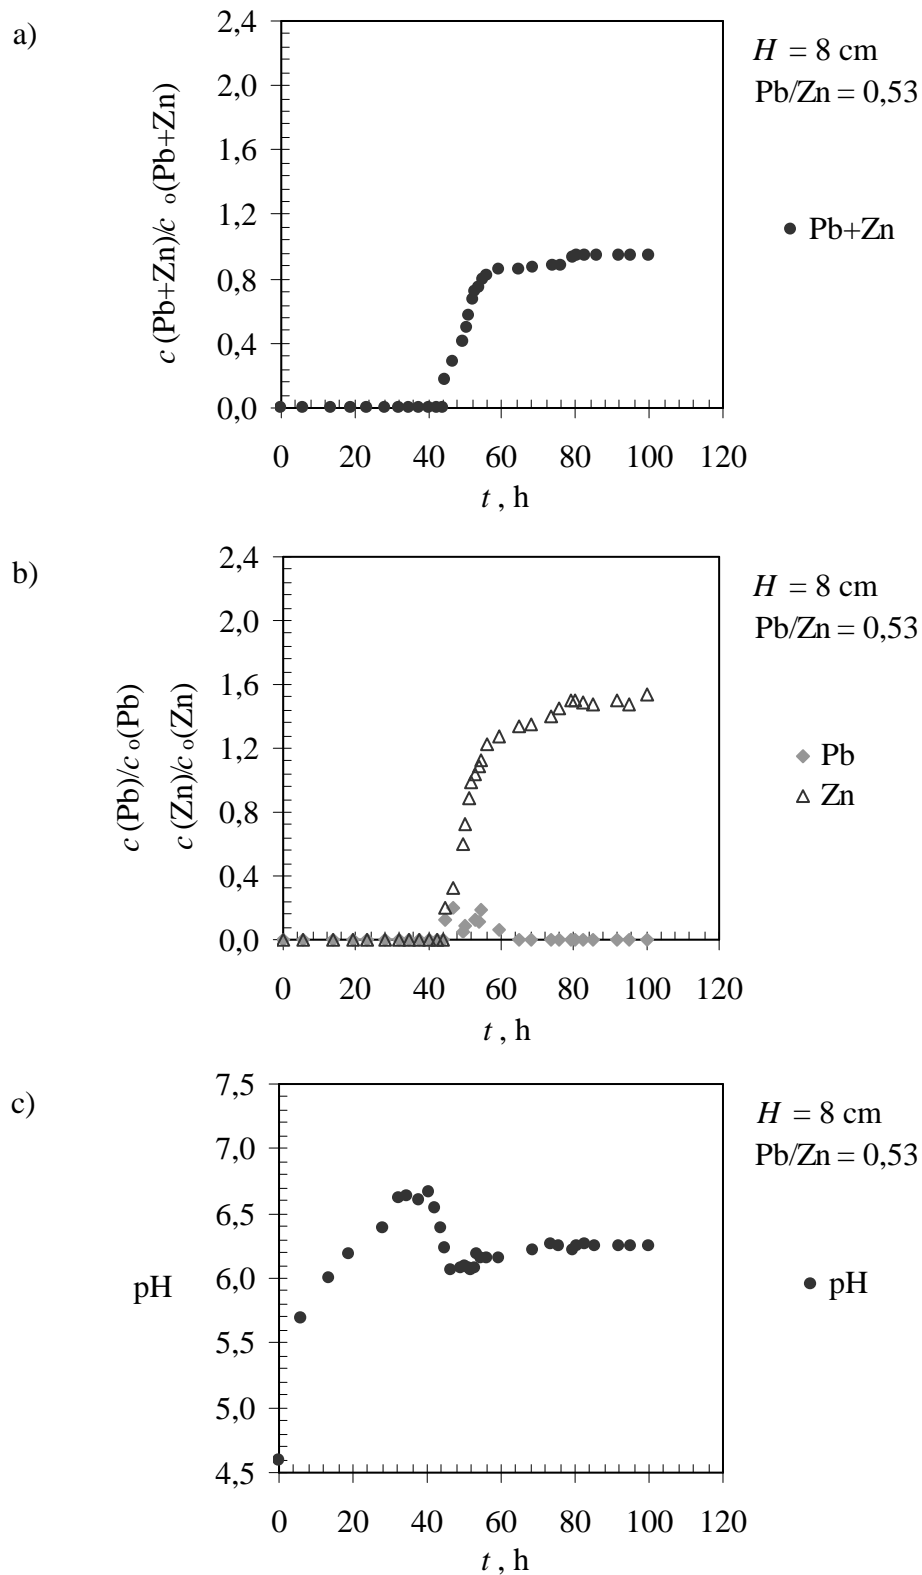 a)
2,4
2,0
1,6
1,2
0,8
0,4
0,0
c (Pb+Zn)/c o(Pb+Zn)
0 20 40 60 80 100 120
t , h
H = 8 cm
Pb/Zn = 0,53
Pb+Zn
b)
2,4
2,0
1,6
1,2
0,8
0,4
0,0
c (Pb)/c o(Pb)
c (Zn)/c o(Zn)
0 20 40 60 80 100 120
t , h
H = 8 cm
Pb/Zn = 0,53
Pb
Zn
c)
7,5
7,0
6,5
6,0
5,5
5,0
4,5
pH
0 20 40 60 80 100 120
t , h
H = 8 cm
Pb/Zn = 0,53
pH